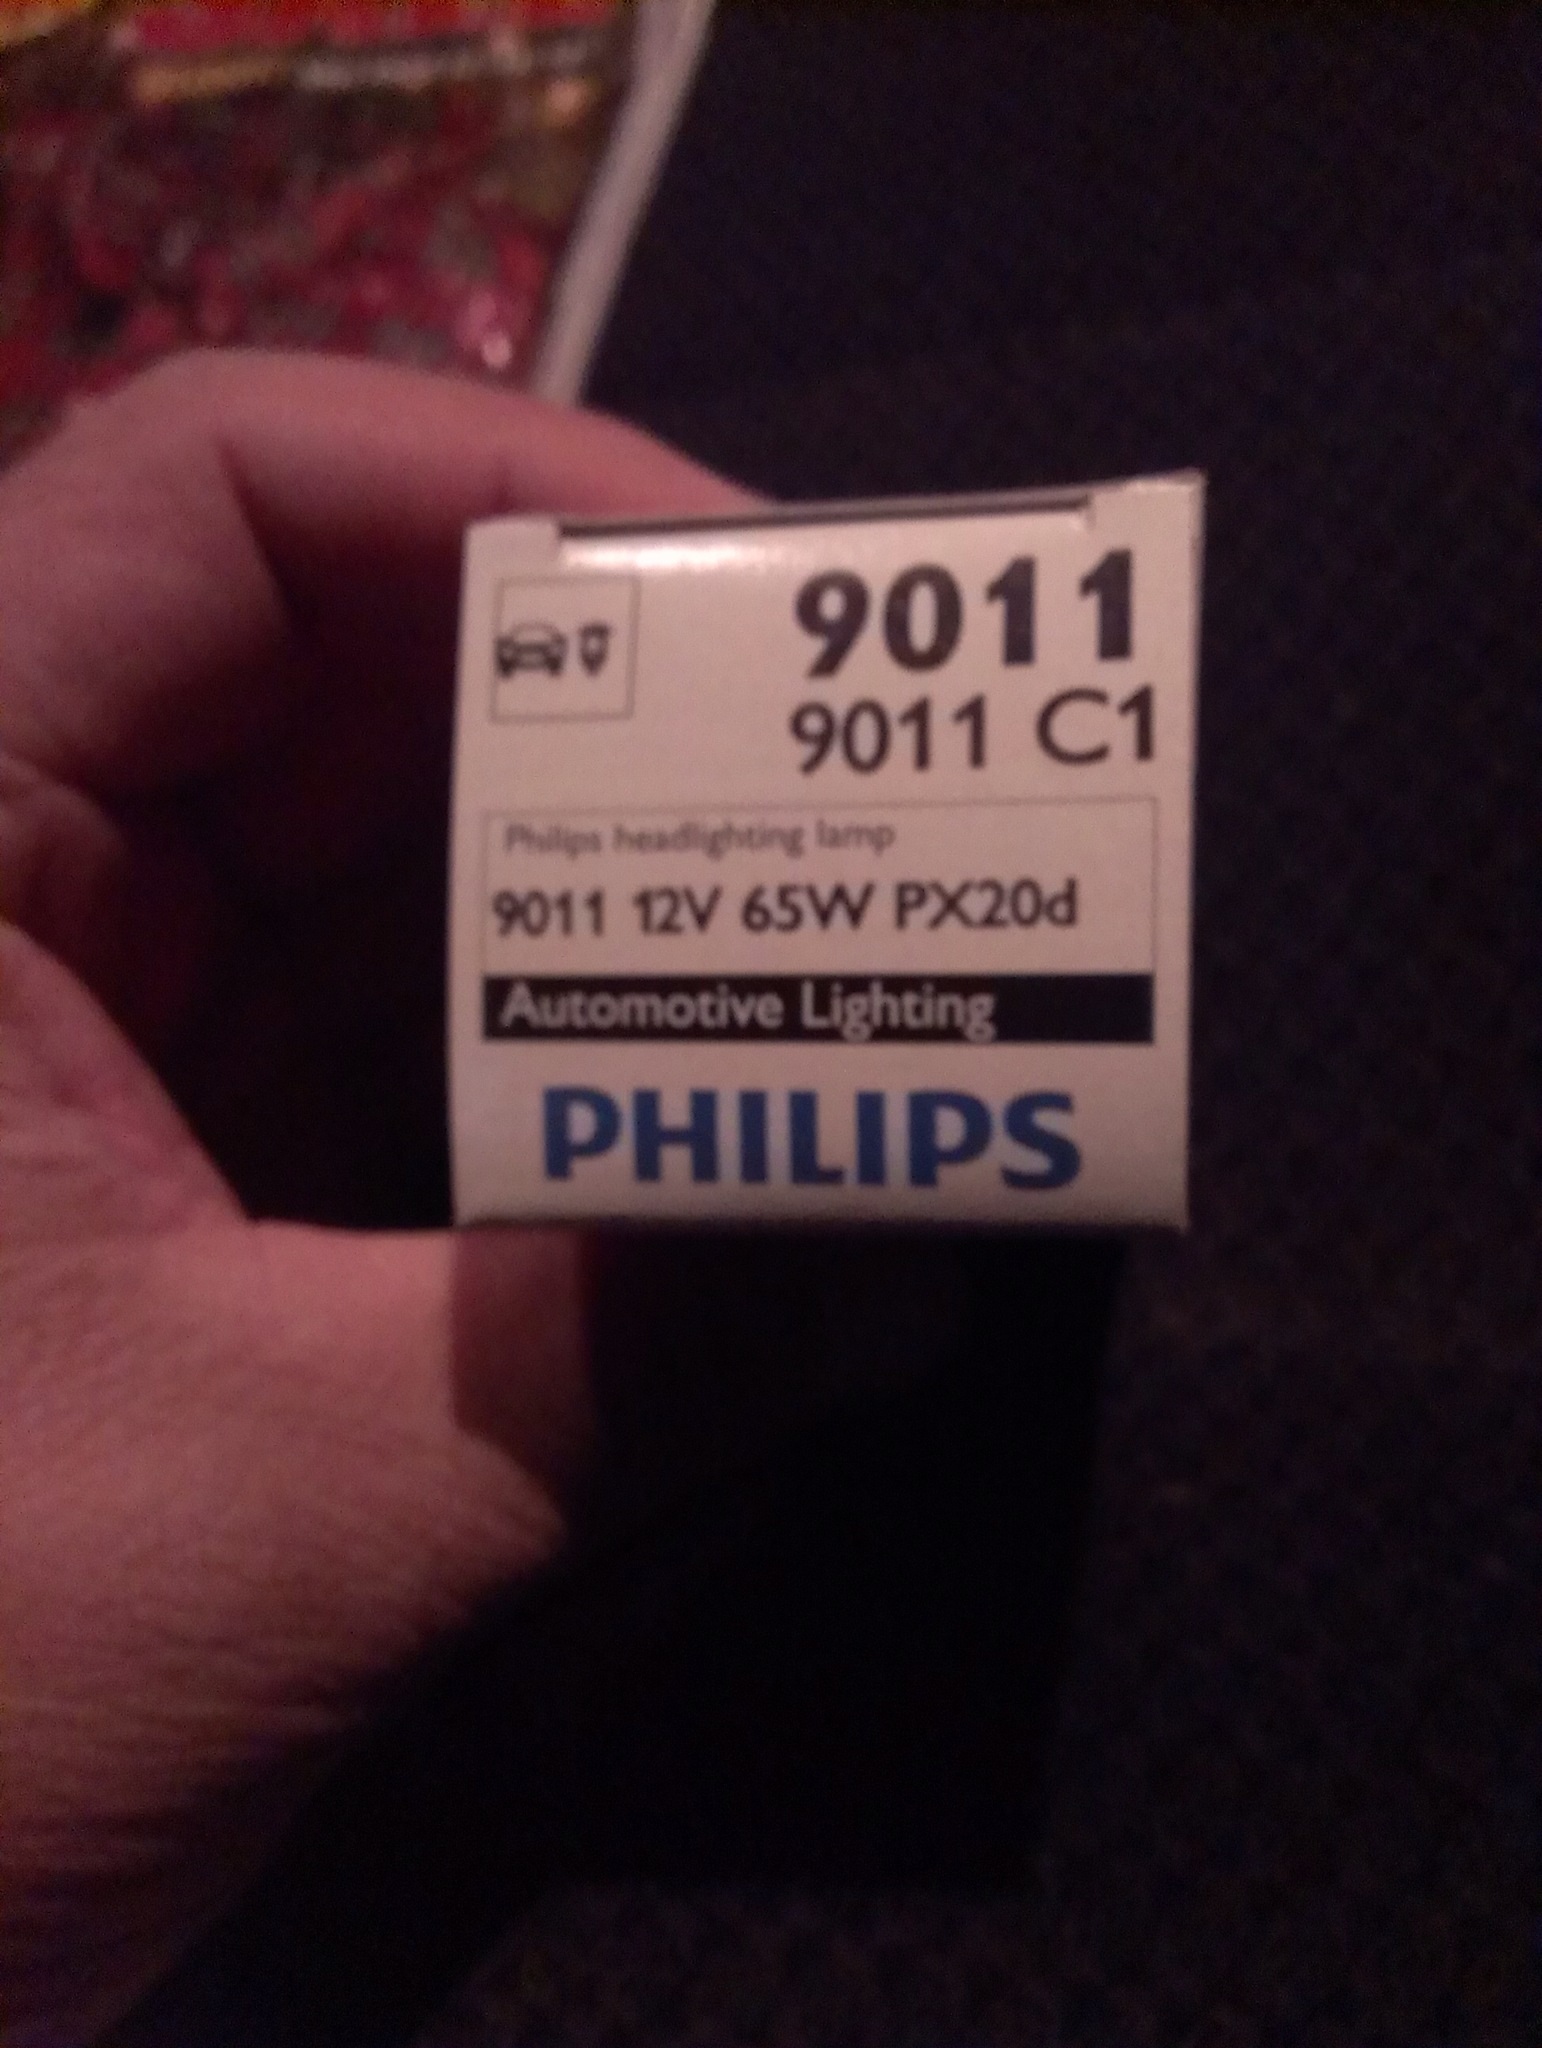 9011
9011 C1
Philips headlighting lamp
9011 12V 65W PX20d
Automotive Lighting
PHILIPS